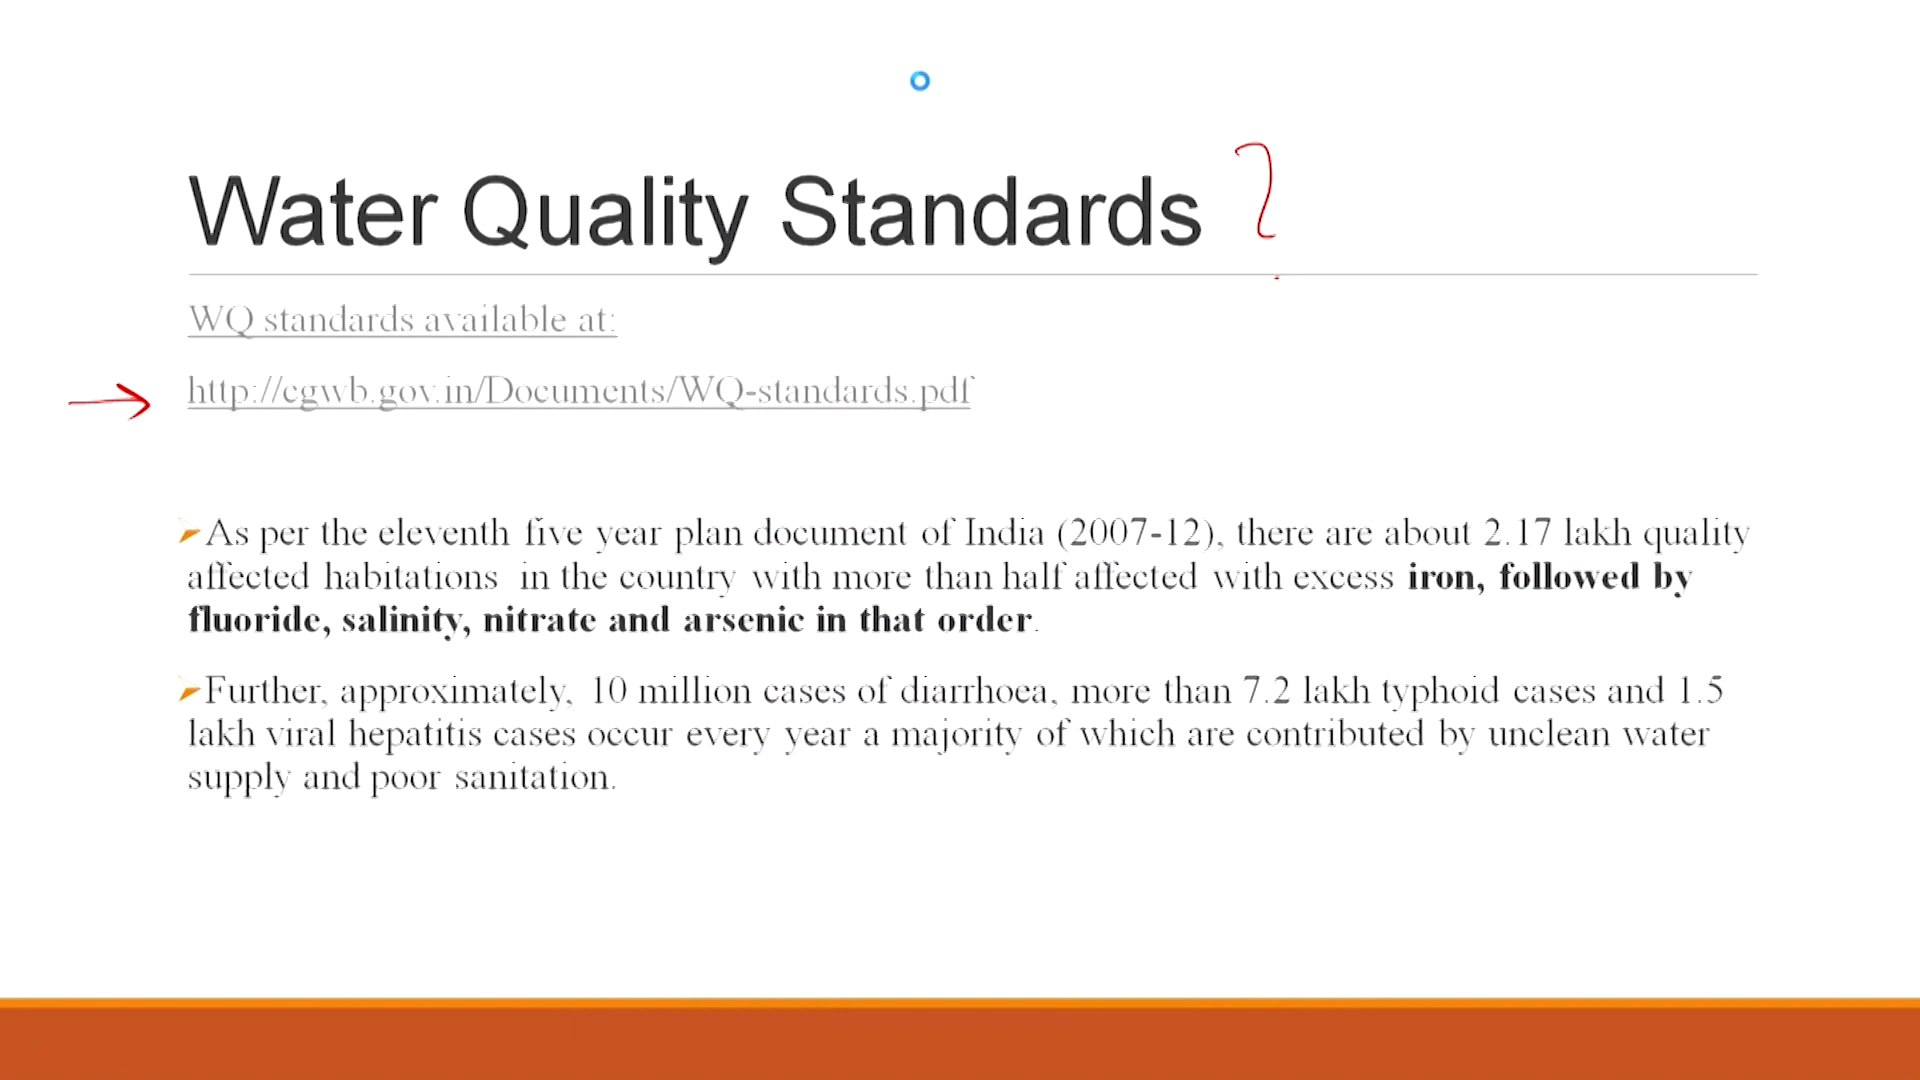 Water Quality Standards ?
WQ standards available at:
http://cgwb.gov.in/Documents/WQ-standards.pdf
➤As per the eleventh five year plan document of India (2007-12), there are about 2.17 lakh quality
affected habitations in the country with more than half affected with excess iron, followed by
fluoride, salinity, nitrate and arsenic in that order.
➤Further, approximately, 10 million cases of diarrhoea, more than 7.2 lakh typhoid cases and 1.5
lakh viral hepatitis cases occur every year a majority of which are contributed by unclean water
supply and poor sanitation.